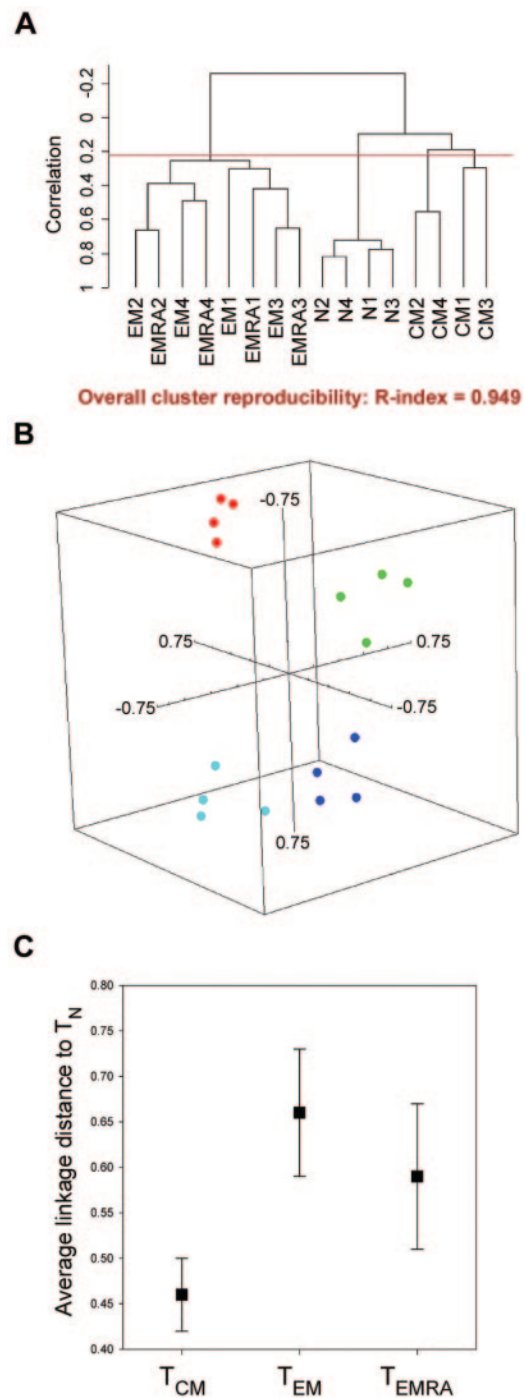 A
Correlation
-0.2
0
0.2
0.4
0.6
0.8
1
EM2
EMRA2
EM4
EMRA4
EM1
EMRA1
EM3
EMRA3
N2
N4
N1
N3
CM2
CM4
CM1
CM3
Overall cluster reproducibility: R-index = 0.949
B
-0.75
0.75
0.75
-0.75
-0.75
0.75
C
Average linkage distance to TN
0.80
0.75
0.70
0.65
0.60
0.55
0.50
0.45
0.40
TCM
TEM
TEMRA